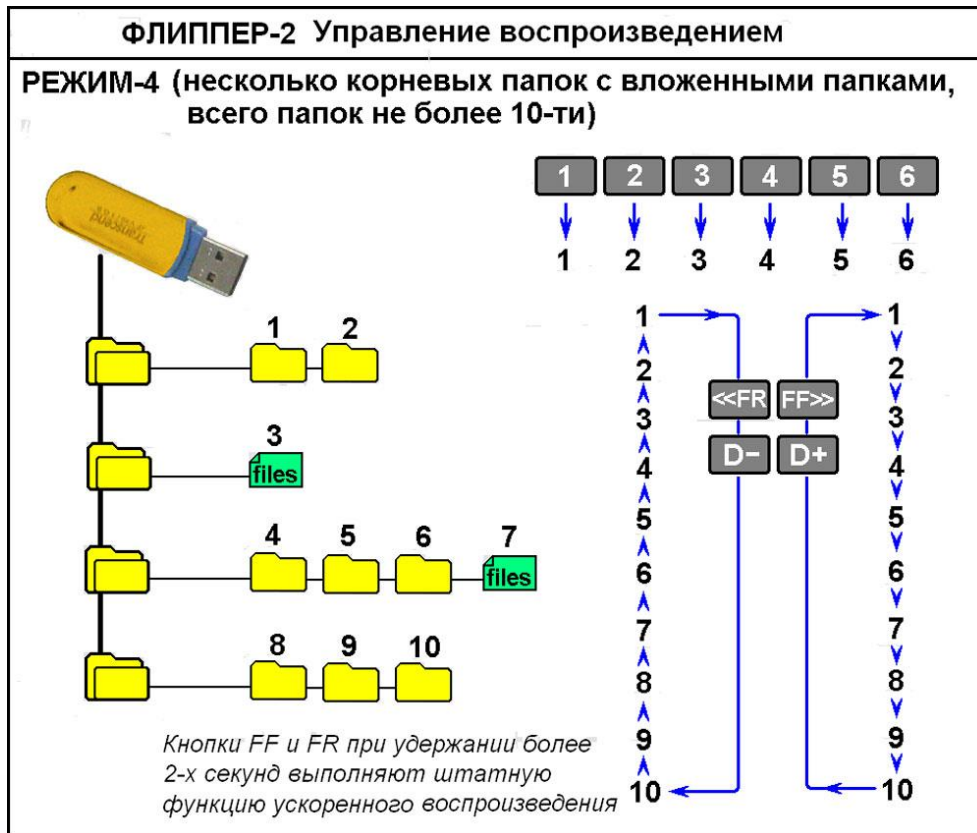 ФЛИППЕР-2 Управление воспроизведением
РЕЖИМ-4 (несколько корневых папок с вложенными папками,
всего папок не более 10-ти)
1 2 3 4 5 6
1 2 3 4 5 6
Transcend
1 2
3
files
4 5 6 7
files
8 9 10
1
2
3
4
5
6
7
8
9
10
<<FR FF>>
D- D+
1
2
3
4
5
6
7
8
9
10
Кнопки FF и FR при удержании более
2-х секунд выполняют штатную
функцию ускоренного воспроизведения